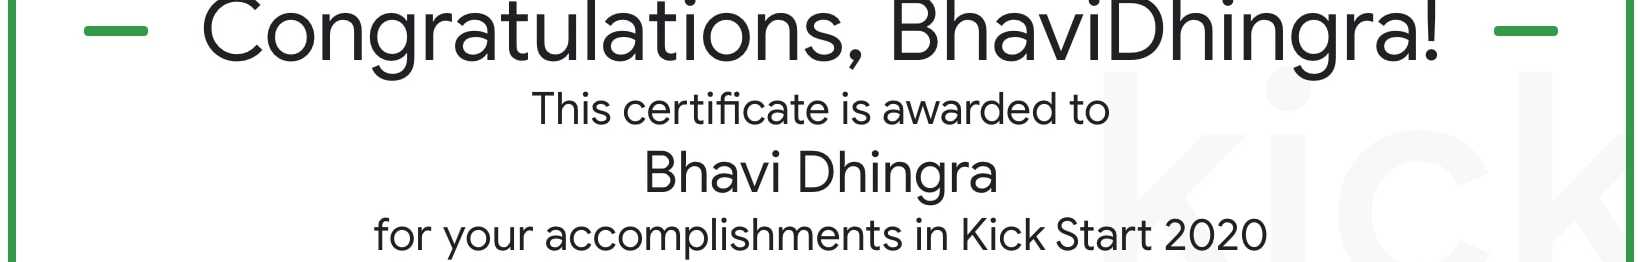 Congratulations, BhaviDhingra!
This certificate is awarded to
Bhavi Dhingra
for your accomplishments in Kick Start 2020
kick